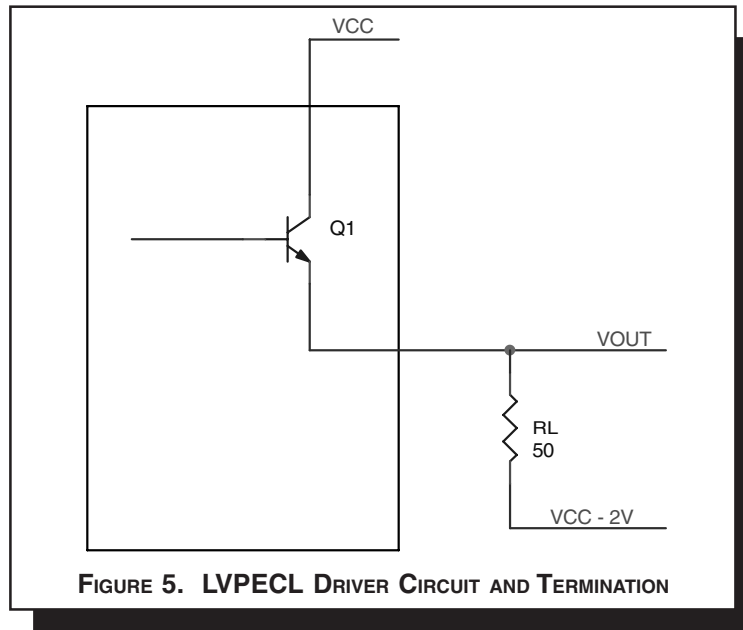 VCC
Q1
VOUT
RL
50
VCC - 2V
FIGURE 5. LVPECL DRIVER CIRCUIT AND TERMINATION